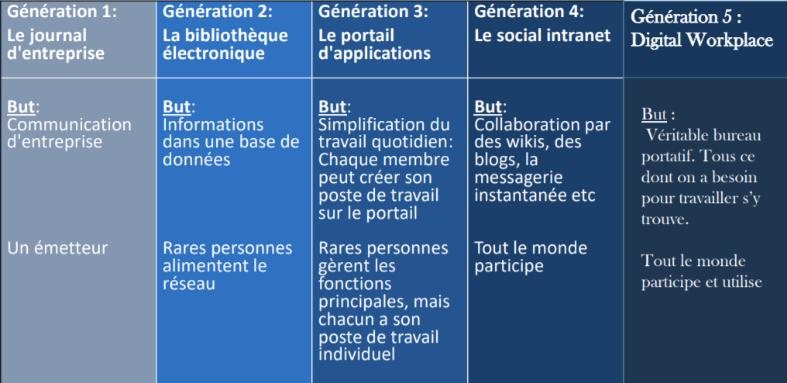 Génération 1:
Le journal
d'entreprise
But:
Communication
d'entreprise
Un émetteur
Génération 2:
La bibliothèque
électronique
But:
Informations
dans une base de
données
Rares personnes
alimentent le
réseau
Génération 3:
Le portail
d'applications
But:
Simplification du
travail quotidien:
Chaque membre
peut créer son
poste de travail
sur le portail
Rares personnes
gèrent les
fonctions
principales, mais
chacun a son
poste de travail
individuel
Génération 4:
Le social intranet
But:
Collaboration par
des wikis, des
blogs, la
messagerie
instantanée etc
Tout le monde
participe
Génération 5 :
Digital Workplace
But :
Véritable bureau
portatif. Tous ce
dont on a besoin
pour travailler s'y
trouve.
Tout le monde
participe et utilise